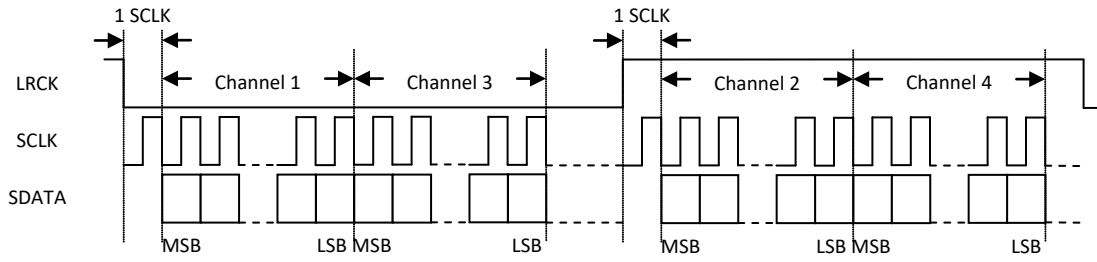 1 SCLK 1 SCLK
LRCK Channel 1 Channel 3 Channel 2 Channel 4
SCLK
SDATA
MSB LSB MSB LSB MSB LSB MSB LSB